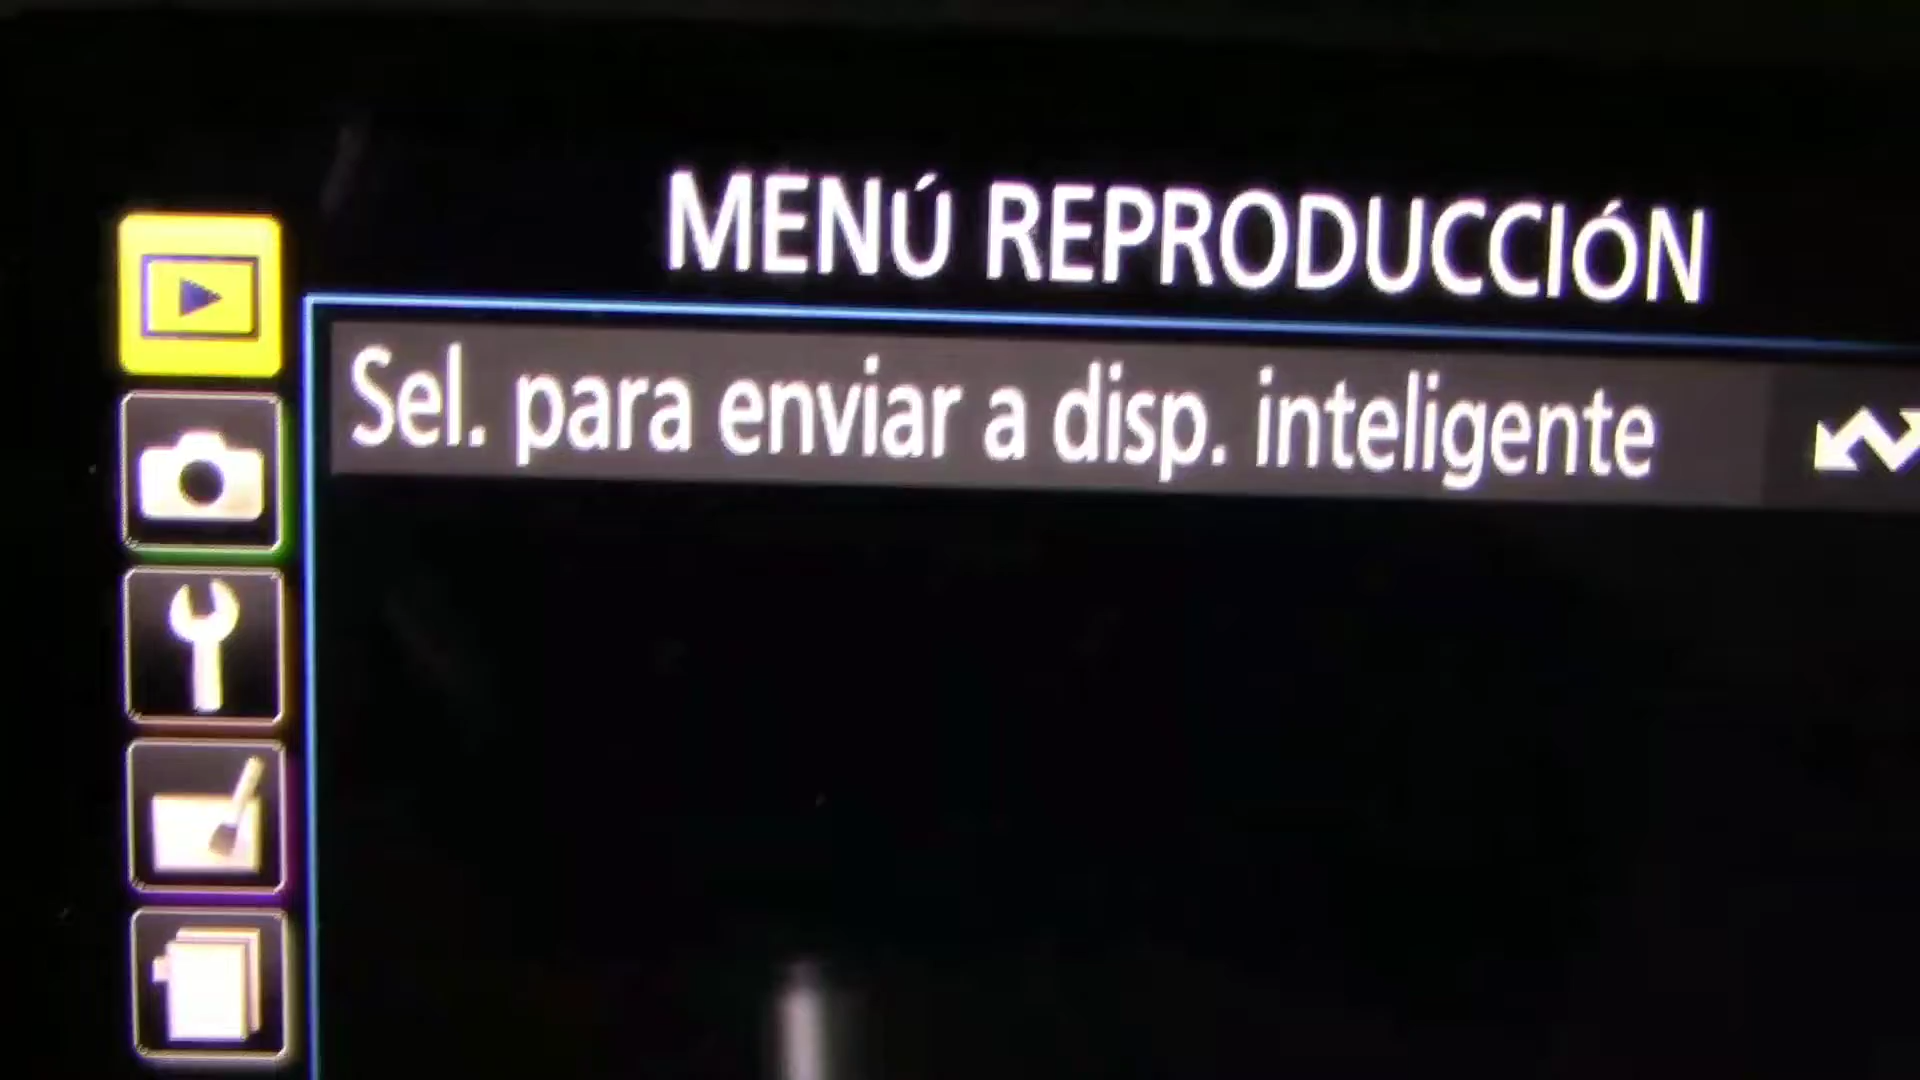 MENÚ REPRODUCCIÓN
Sel. para enviar a disp. inteligente